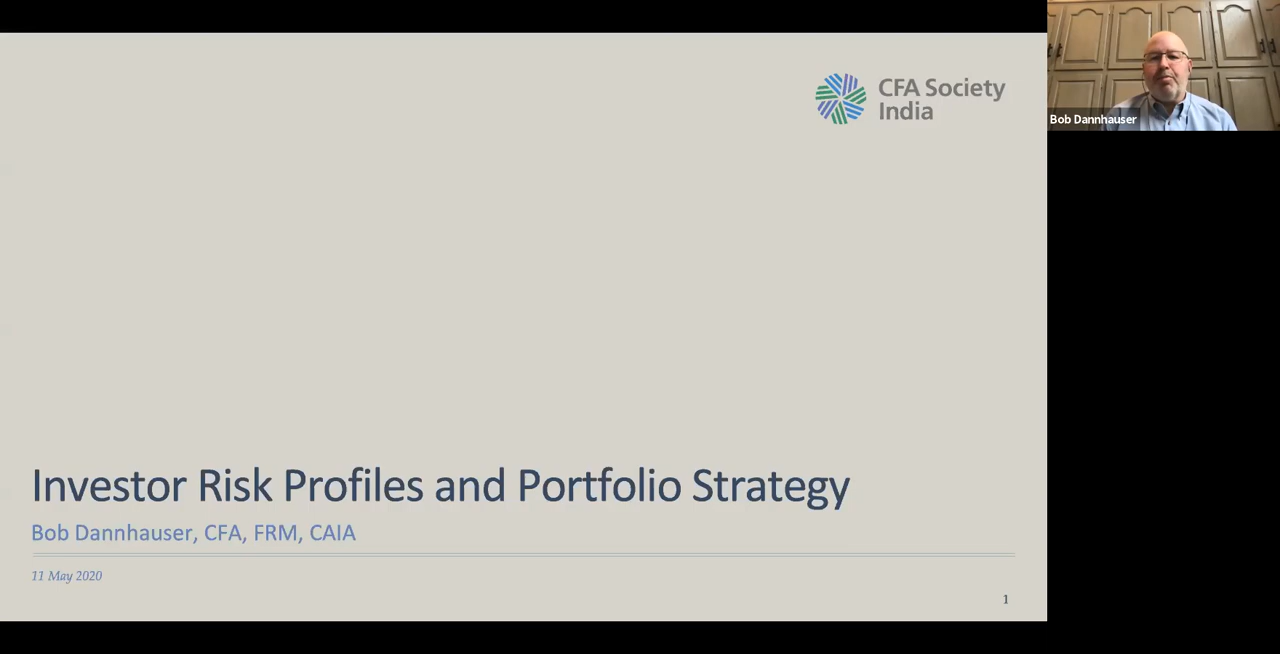 CFA Society
India
Bob Dannhauser
Investor Risk Profiles and Portfolio Strategy
Bob Dannhauser, CFA, FRM, CAIA
11 May 2020
1